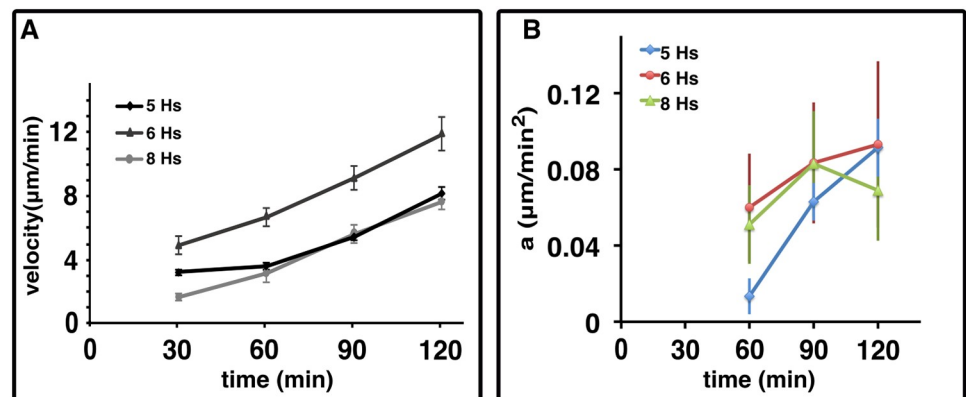 A
velocity(µm/min)
12
8
4
0
5 Hs
6 Hs
8 Hs
0 30 60 90 120
time (min)
B
a (µm/min²)
0.12
0.08
0.04
0
5 Hs
6 Hs
8 Hs
0 30 60 90 120
time (min)